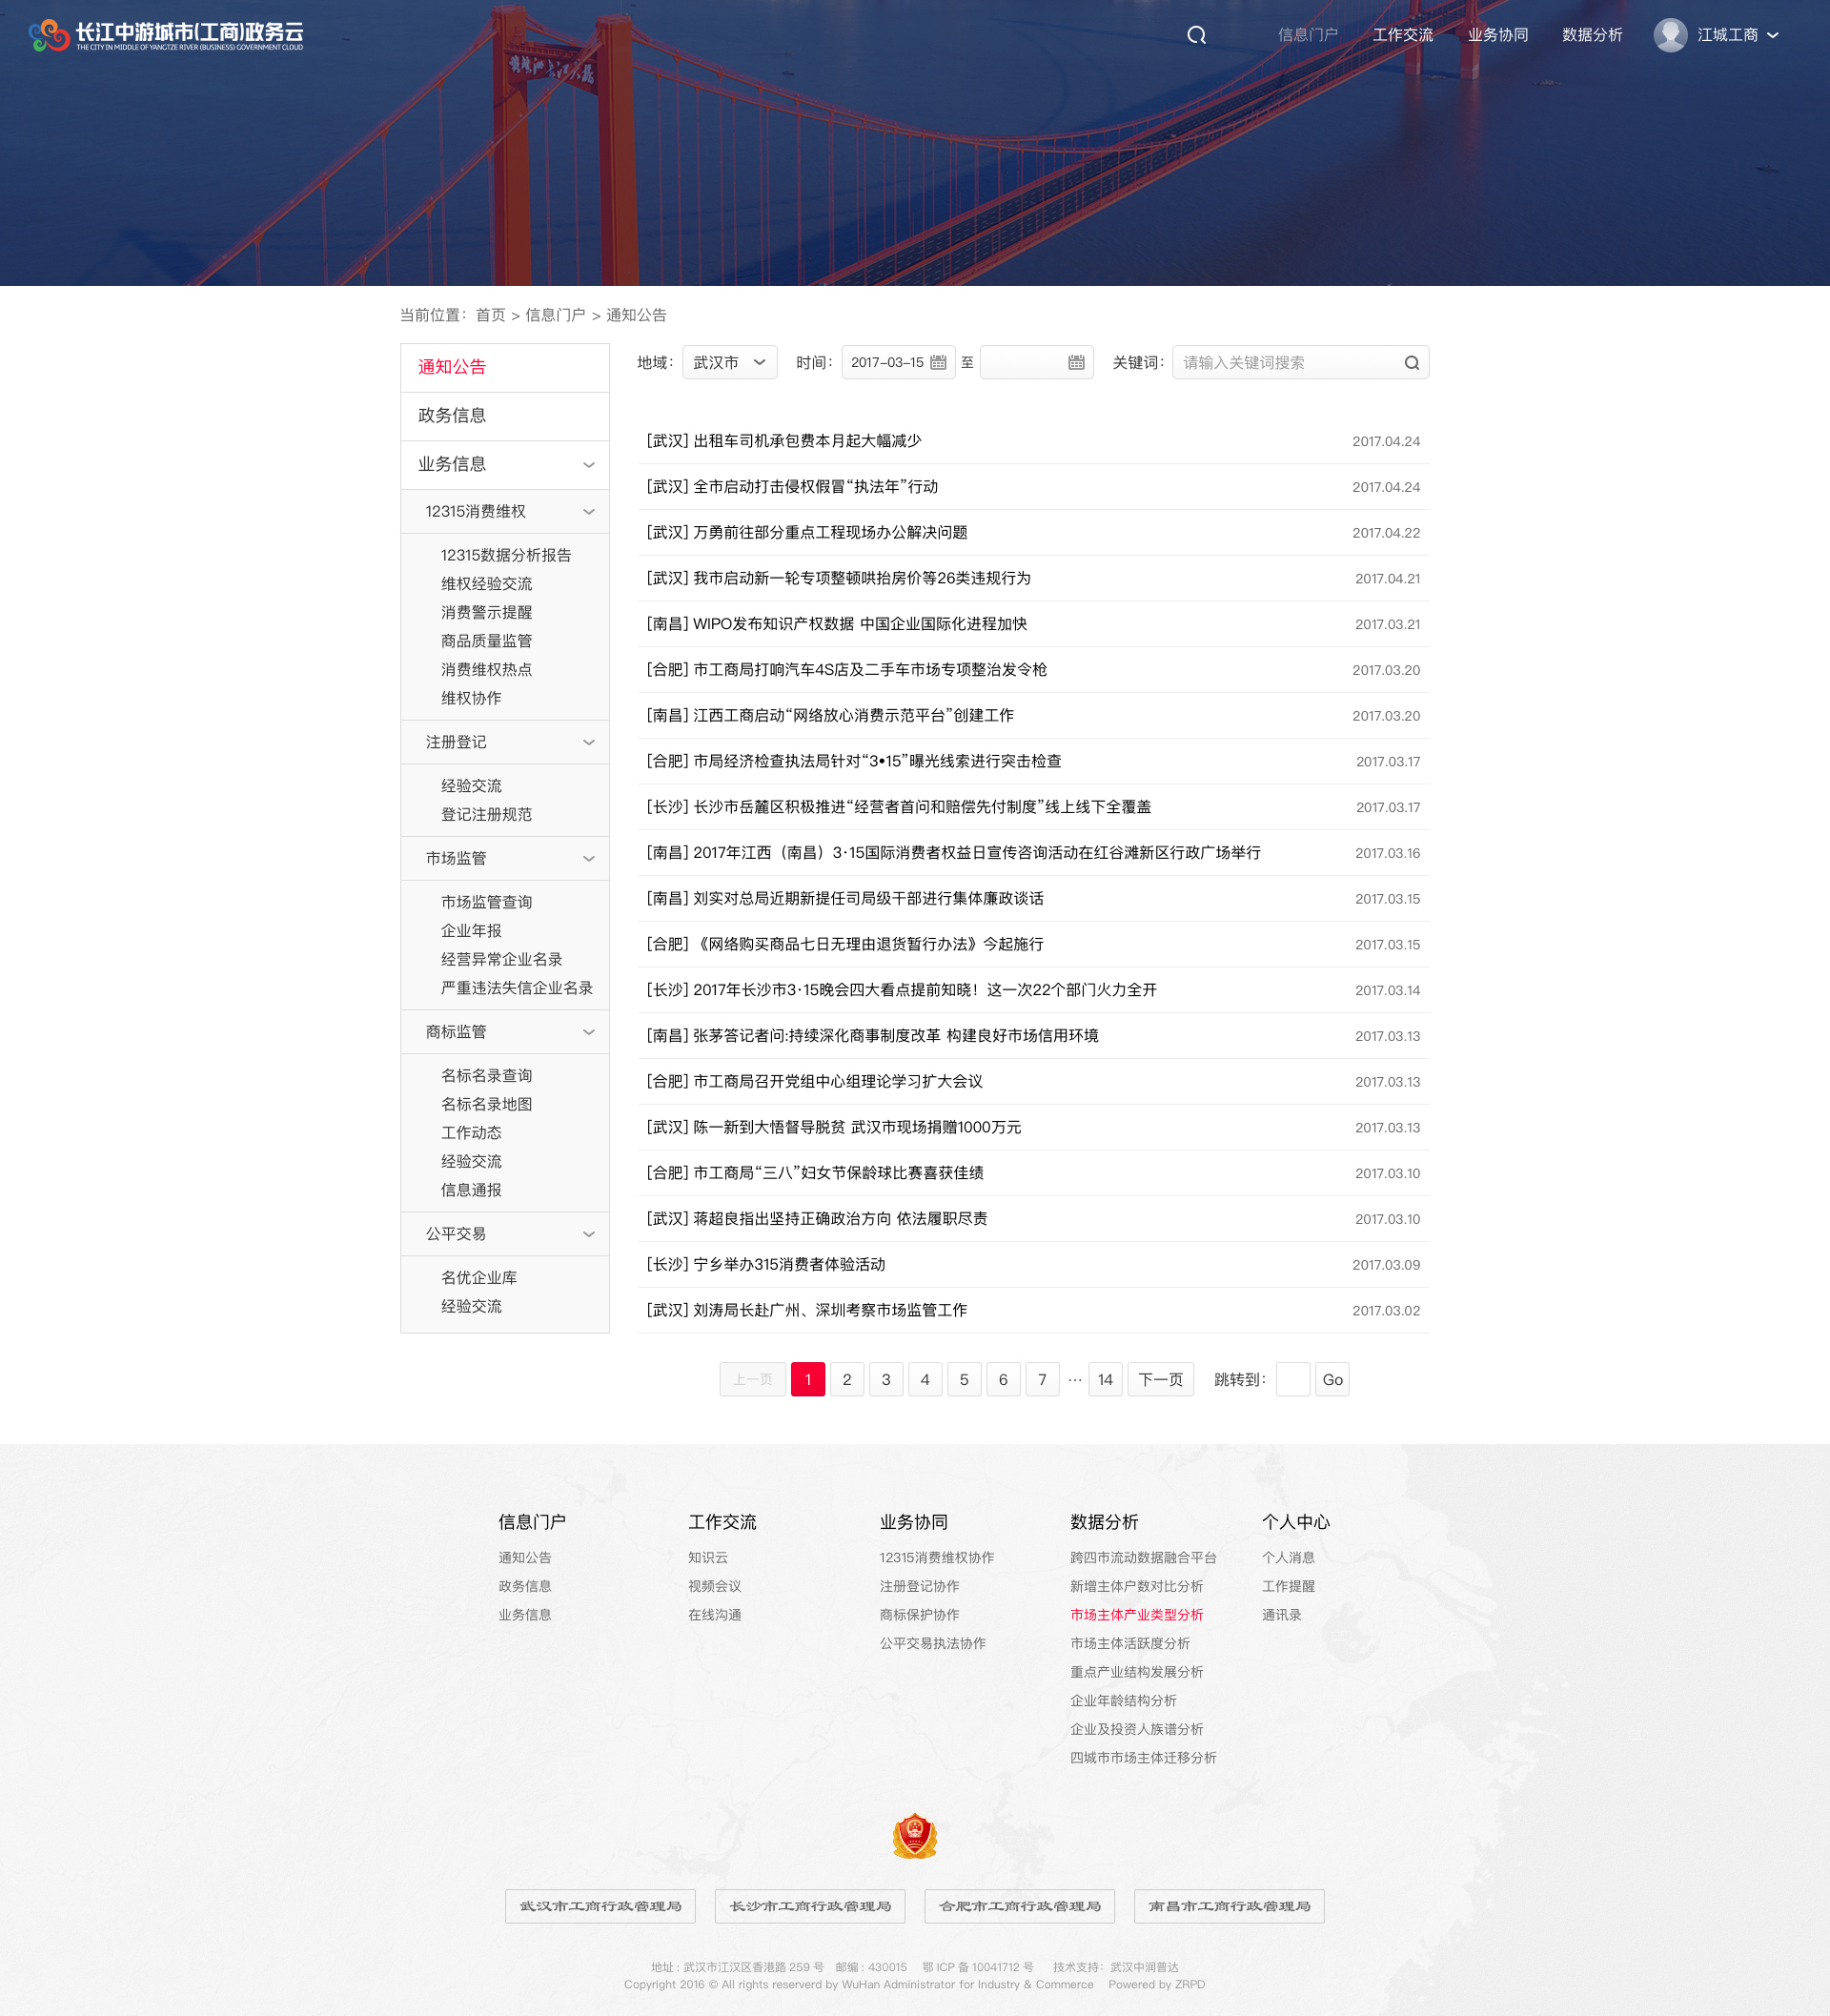 长江中游城市(工商)政务云
THE CITY IN MIDDLE OF YANGTZE RIVER (BUSINESS) GOVERNMENT CLOUD
信息门户 工作交流 业务协同 数据分析 江城工商
当前位置：首页 > 信息门户 > 通知公告
通知公告
政务信息
业务信息
12315消费维权
12315数据分析报告
维权经验交流
消费警示提醒
商品质量监管
消费维权热点
维权协作
注册登记
经验交流
登记注册规范
市场监管
市场监管查询
企业年报
经营异常企业名录
严重违法失信企业名录
商标监管
名标名录查询
名标名录地图
工作动态
经验交流
信息通报
公平交易
名优企业库
经验交流
地域： 武汉市 时间： 2017-03-15 至 关键词： 请输入关键词搜索
[武汉] 出租车司机承包费本月起大幅减少 2017.04.24
[武汉] 全市启动打击侵权假冒“执法年”行动 2017.04.24
[武汉] 万勇前往部分重点工程现场办公解决问题 2017.04.22
[武汉] 我市启动新一轮专项整顿哄抬房价等26类违规行为 2017.04.21
[南昌] WIPO发布知识产权数据 中国企业国际化进程加快 2017.03.21
[合肥] 市工商局打响汽车4S店及二手车市场专项整治发令枪 2017.03.20
[南昌] 江西工商启动“网络放心消费示范平台”创建工作 2017.03.20
[合肥] 市局经济检查执法局针对“3•15”曝光线索进行突击检查 2017.03.17
[长沙] 长沙市岳麓区积极推进“经营者首问和赔偿先付制度”线上线下全覆盖 2017.03.17
[南昌] 2017年江西（南昌）3·15国际消费者权益日宣传咨询活动在红谷滩新区行政广场举行 2017.03.16
[南昌] 刘实对总局近期新提任司局级干部进行集体廉政谈话 2017.03.15
[合肥] 《网络购买商品七日无理由退货暂行办法》今起施行 2017.03.15
[长沙] 2017年长沙市3·15晚会四大看点提前知晓！这一次22个部门火力全开 2017.03.14
[南昌] 张茅答记者问:持续深化商事制度改革 构建良好市场信用环境 2017.03.13
[合肥] 市工商局召开党组中心组理论学习扩大会议 2017.03.13
[武汉] 陈一新到大悟督导脱贫 武汉市现场捐赠1000万元 2017.03.13
[合肥] 市工商局“三八”妇女节保龄球比赛喜获佳绩 2017.03.10
[武汉] 蒋超良指出坚持正确政治方向 依法履职尽责 2017.03.10
[长沙] 宁乡举办315消费者体验活动 2017.03.09
[武汉] 刘涛局长赴广州、深圳考察市场监管工作 2017.03.02
上一页 1 2 3 4 5 6 7 ··· 14 下一页 跳转到： Go
信息门户
通知公告
政务信息
业务信息
工作交流
知识云
视频会议
在线沟通
业务协同
12315消费维权协作
注册登记协作
商标保护协作
公平交易执法协作
数据分析
跨四市流动数据融合平台
新增主体户数对比分析
市场主体产业类型分析
市场主体活跃度分析
重点产业结构发展分析
企业年龄结构分析
企业及投资人族谱分析
四城市市场主体迁移分析
个人中心
个人消息
工作提醒
通讯录
武汉市工商行政管理局 长沙市工商行政管理局 合肥市工商行政管理局 南昌市工商行政管理局
地址 : 武汉市江汉区香港路 259 号 邮编 : 430015 鄂 ICP 备 10041712 号 技术支持：武汉中润普达
Copyright 2016 © All rights reserverd by WuHan Administrator for Industry & Commerce Powered by ZRPD